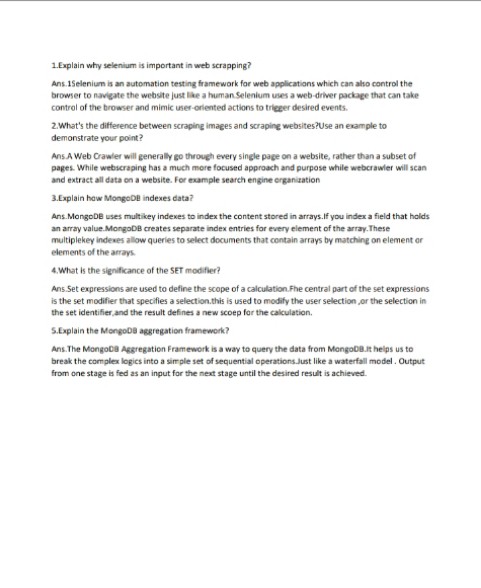 1.Explain why selenium is important in web scrapping?
Ans.1Selenium is an automation testing framework for web applications which can also control the
browser to navigate the website just like a human.Selenium uses a web-driver package that can take
control of the browser and mimic user-oriented actions to trigger desired events.
2.What's the difference between scraping images and scraping websites?Use an example to
demonstrate your point?
Ans.A Web Crawler will generally go through every single page on a website, rather than a subset of
pages. While webscraping has a much more focused approach and purpose while webcrawler will scan
and extract all data on a website. For example search engine organization
3.Explain how MongoDB indexes data?
Ans.MongoDB uses multikey indexes to index the content stored in arrays.If you index a field that holds
an array value.MongoDB creates separate index entries for every element of the array.These
multiplekey indexes allow queries to select documents that contain arrays by matching on element or
elements of the arrays.
4.What is the significance of the SET modifier?
Ans.Set expressions are used to define the scope of a calculation.Fhe central part of the set expressions
is the set modifier that specifies a selection.this is used to modify the user selection ,or the selection in
the set identifier,and the result defines a new scoep for the calculation.
5.Explain the MongoDB aggregation framework?
Ans.The MongoDB Aggregation Framework is a way to query the data from MongoDB.It helps us to
break the complex logics into a simple set of sequential operations.Just like a waterfall model . Output
from one stage is fed as an input for the next stage until the desired result is achieved.